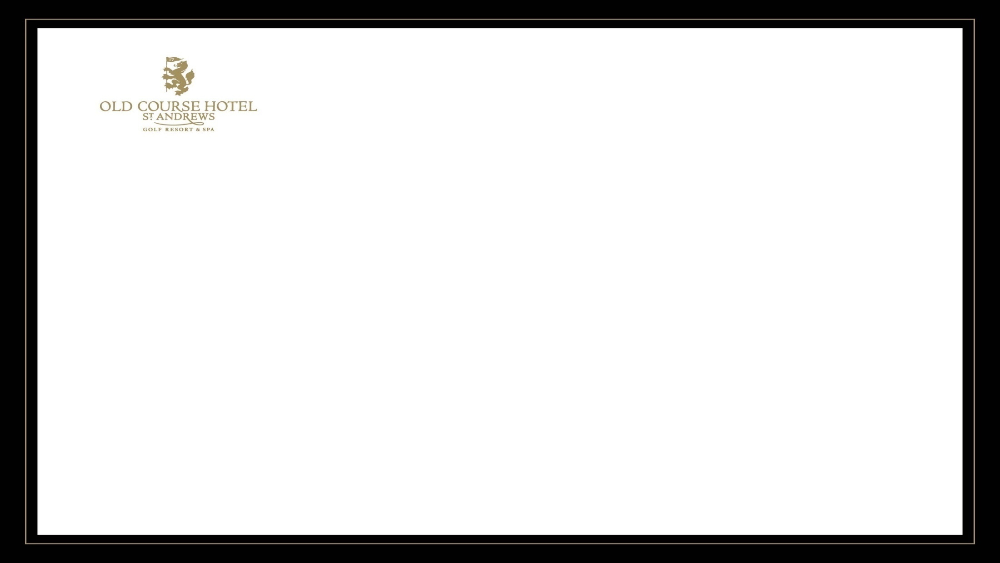 17
OLD COURSE HOTEL
ST. ANDREWS
GOLF RESORT & SPA